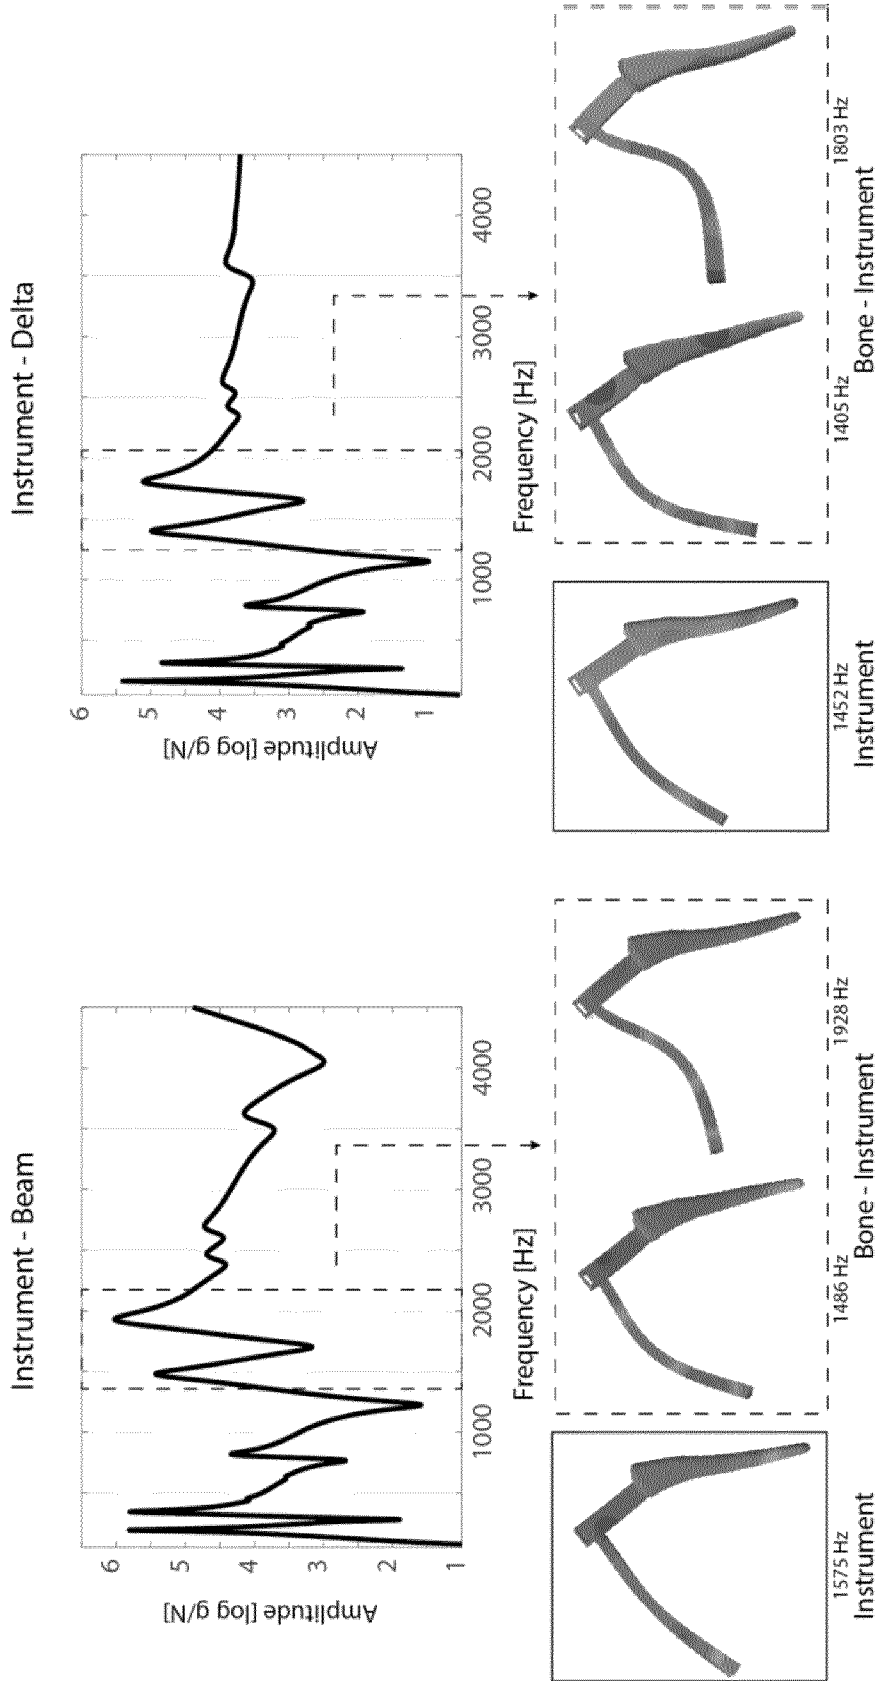 Instrument - Beam
Amplitude [log g/N]
6
5
4
3
2
1
1000
2000
3000
4000
Frequency [Hz]
1575 Hz
Instrument
1486 Hz
1928 Hz
Bone - Instrument
Instrument - Delta
Amplitude [log g/N]
6
5
4
3
2
1
1000
2000
3000
4000
Frequency [Hz]
1452 Hz
Instrument
1405 Hz
1803 Hz
Bone - Instrument